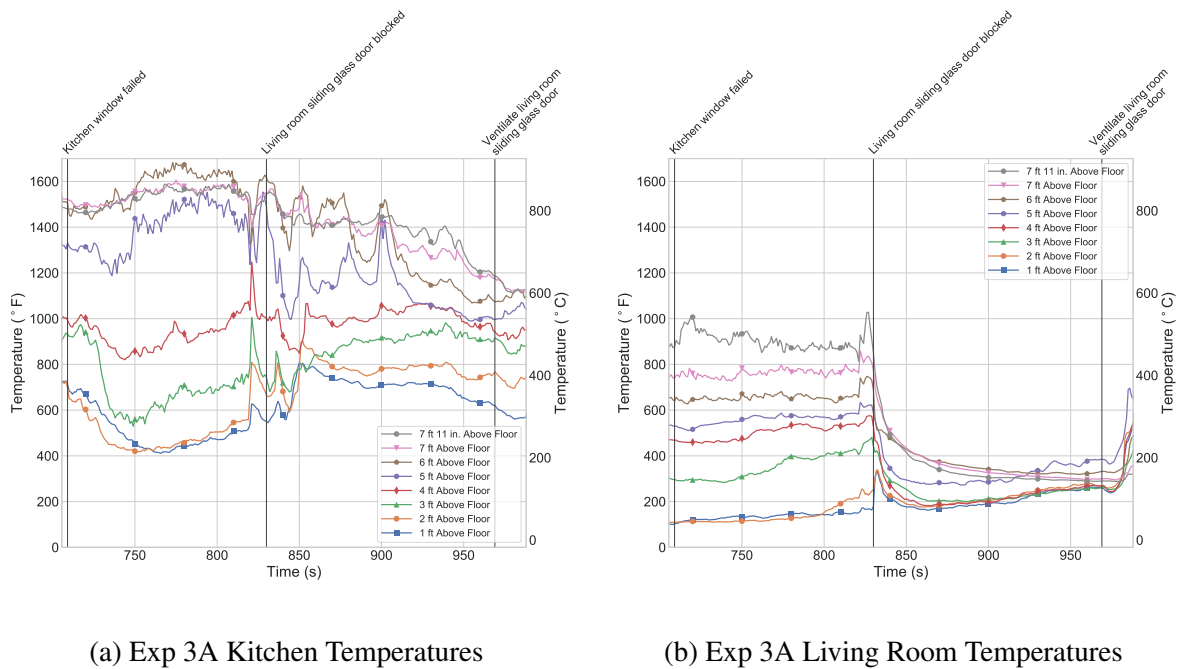 Kitchen window failed
Living room sliding glass door blocked
Ventilate living room
sliding glass door
1600
1400
1200
1000
800
600
400
200
0
800
600
400
200
0
Temperature (°F)
Temperature (°C)
750
800
850
900
950
Time (s)
7 ft 11 in. Above Floor
7 ft Above Floor
6 ft Above Floor
5 ft Above Floor
4 ft Above Floor
3 ft Above Floor
2 ft Above Floor
1 ft Above Floor
(a) Exp 3A Kitchen Temperatures
Kitchen window failed
Living room sliding glass door blocked
Ventilate living room
sliding glass door
1600
1400
1200
1000
800
600
400
200
0
800
600
400
200
0
Temperature (°F)
Temperature (°C)
750
800
850
900
950
Time (s)
7 ft 11 in. Above Floor
7 ft Above Floor
6 ft Above Floor
5 ft Above Floor
4 ft Above Floor
3 ft Above Floor
2 ft Above Floor
1 ft Above Floor
(b) Exp 3A Living Room Temperatures